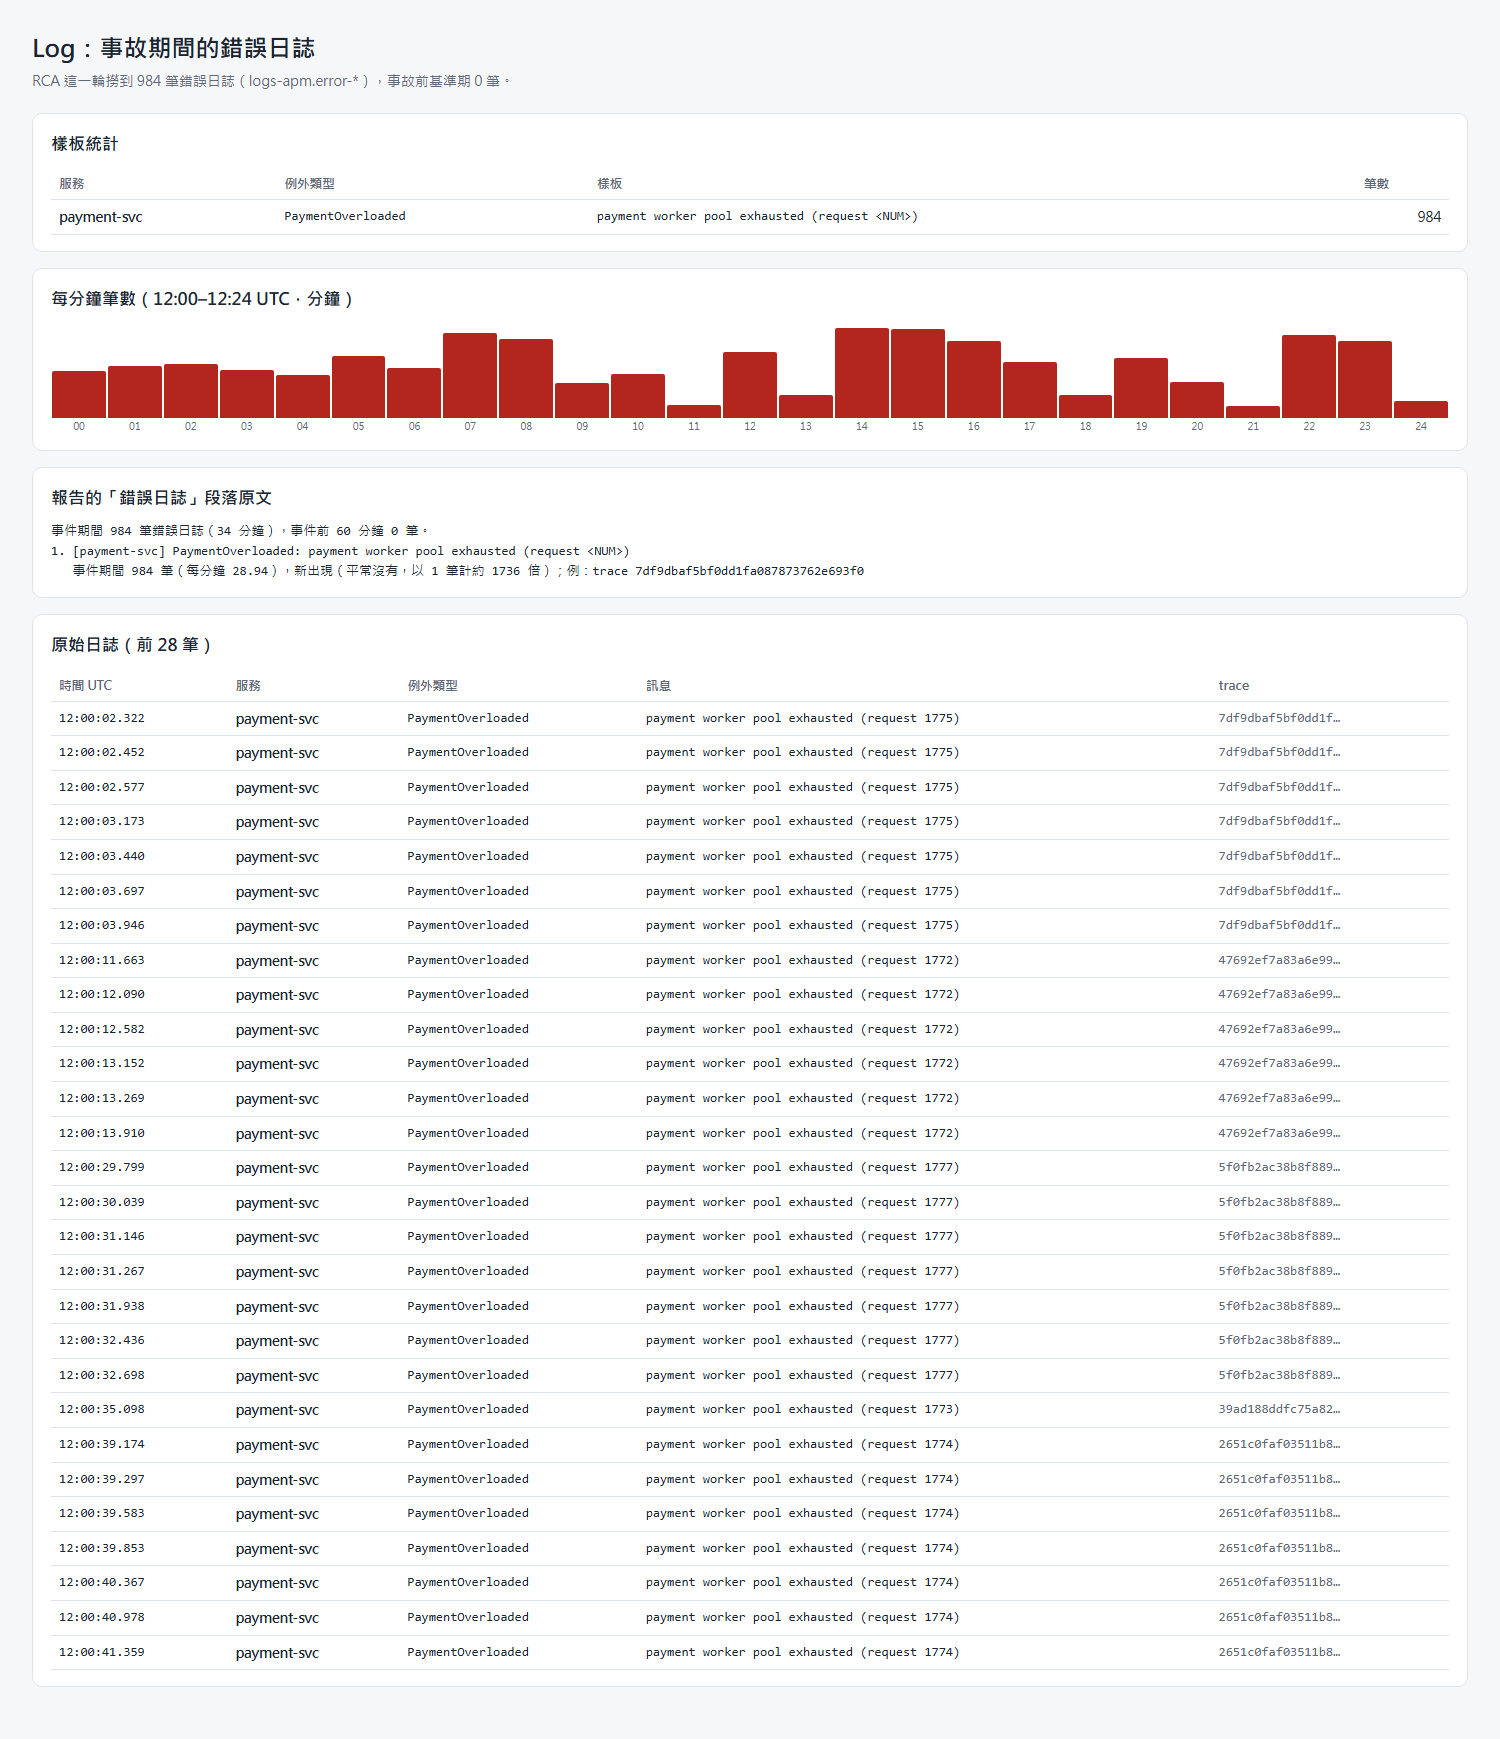 Log：事故期間的錯誤日誌
RCA 這一輪撈到 984 筆錯誤日誌（logs-apm.error-*），事故前基準期 0 筆。
樣板統計
服務 例外類型 樣板 筆數
payment-svc PaymentOverloaded payment worker pool exhausted (request <NUM>) 984
每分鐘筆數（12:00–12:24 UTC · 分鐘）
00 01 02 03 04 05 06 07 08 09 10 11 12 13 14 15 16 17 18 19 20 21 22 23 24
報告的「錯誤日誌」段落原文
事件期間 984 筆錯誤日誌（34 分鐘），事件前 60 分鐘 0 筆。
1. [payment-svc] PaymentOverloaded: payment worker pool exhausted (request <NUM>)
事件期間 984 筆（每分鐘 28.94），新出現（平常沒有，以 1 筆計約 1736 倍）；例：trace 7df9dbaf5bf0dd1fa087873762e693f0
原始日誌（前 28 筆）
時間 UTC 服務 例外類型 訊息 trace
12:00:02.322 payment-svc PaymentOverloaded payment worker pool exhausted (request 1775) 7df9dbaf5bf0dd1f…
12:00:02.452 payment-svc PaymentOverloaded payment worker pool exhausted (request 1775) 7df9dbaf5bf0dd1f…
12:00:02.577 payment-svc PaymentOverloaded payment worker pool exhausted (request 1775) 7df9dbaf5bf0dd1f…
12:00:03.173 payment-svc PaymentOverloaded payment worker pool exhausted (request 1775) 7df9dbaf5bf0dd1f…
12:00:03.440 payment-svc PaymentOverloaded payment worker pool exhausted (request 1775) 7df9dbaf5bf0dd1f…
12:00:03.697 payment-svc PaymentOverloaded payment worker pool exhausted (request 1775) 7df9dbaf5bf0dd1f…
12:00:03.946 payment-svc PaymentOverloaded payment worker pool exhausted (request 1775) 7df9dbaf5bf0dd1f…
12:00:11.663 payment-svc PaymentOverloaded payment worker pool exhausted (request 1772) 47692ef7a83a6e99…
12:00:12.090 payment-svc PaymentOverloaded payment worker pool exhausted (request 1772) 47692ef7a83a6e99…
12:00:12.582 payment-svc PaymentOverloaded payment worker pool exhausted (request 1772) 47692ef7a83a6e99…
12:00:13.152 payment-svc PaymentOverloaded payment worker pool exhausted (request 1772) 47692ef7a83a6e99…
12:00:13.269 payment-svc PaymentOverloaded payment worker pool exhausted (request 1772) 47692ef7a83a6e99…
12:00:13.910 payment-svc PaymentOverloaded payment worker pool exhausted (request 1772) 47692ef7a83a6e99…
12:00:29.799 payment-svc PaymentOverloaded payment worker pool exhausted (request 1777) 5f0fb2ac38b8f889…
12:00:30.039 payment-svc PaymentOverloaded payment worker pool exhausted (request 1777) 5f0fb2ac38b8f889…
12:00:31.146 payment-svc PaymentOverloaded payment worker pool exhausted (request 1777) 5f0fb2ac38b8f889…
12:00:31.267 payment-svc PaymentOverloaded payment worker pool exhausted (request 1777) 5f0fb2ac38b8f889…
12:00:31.938 payment-svc PaymentOverloaded payment worker pool exhausted (request 1777) 5f0fb2ac38b8f889…
12:00:32.436 payment-svc PaymentOverloaded payment worker pool exhausted (request 1777) 5f0fb2ac38b8f889…
12:00:32.698 payment-svc PaymentOverloaded payment worker pool exhausted (request 1777) 5f0fb2ac38b8f889…
12:00:35.098 payment-svc PaymentOverloaded payment worker pool exhausted (request 1773) 39ad188ddfc75a82…
12:00:39.174 payment-svc PaymentOverloaded payment worker pool exhausted (request 1774) 2651c0faf03511b8…
12:00:39.297 payment-svc PaymentOverloaded payment worker pool exhausted (request 1774) 2651c0faf03511b8…
12:00:39.583 payment-svc PaymentOverloaded payment worker pool exhausted (request 1774) 2651c0faf03511b8…
12:00:39.853 payment-svc PaymentOverloaded payment worker pool exhausted (request 1774) 2651c0faf03511b8…
12:00:40.367 payment-svc PaymentOverloaded payment worker pool exhausted (request 1774) 2651c0faf03511b8…
12:00:40.978 payment-svc PaymentOverloaded payment worker pool exhausted (request 1774) 2651c0faf03511b8…
12:00:41.359 payment-svc PaymentOverloaded payment worker pool exhausted (request 1774) 2651c0faf03511b8…